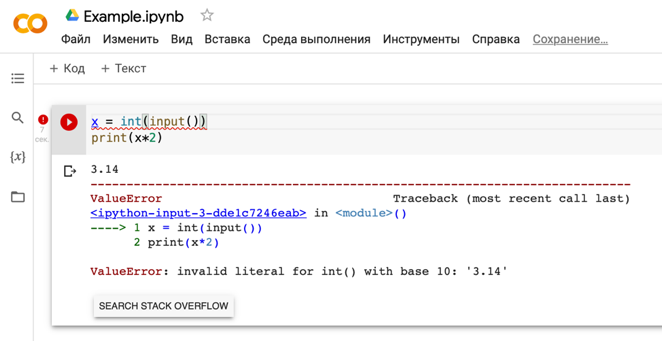 Example.ipynb
Файл Изменить Вид Вставка Среда выполнения Инструменты Справка Сохранение...
+ Код + Текст
x = int(input())
print(x*2)
7
сек.
{x}
3.14
---------------------------------------------------------------------------
ValueError Traceback (most recent call last)
<ipython-input-3-dde1c7246eab> in <module>()
----> 1 x = int(input())
2 print(x*2)
ValueError: invalid literal for int() with base 10: '3.14'
SEARCH STACK OVERFLOW